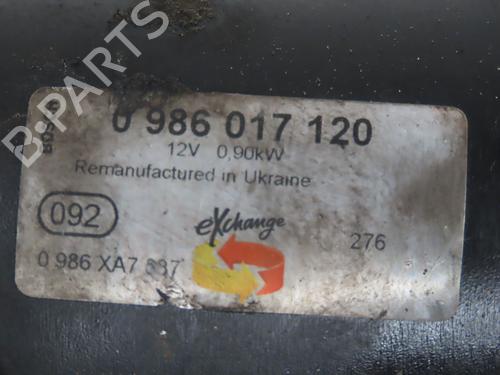 0 986 017 120
12V 0,90kW
Remanufactured in Ukraine
092
eXchange
276
0 986 XA7
B-PARTS